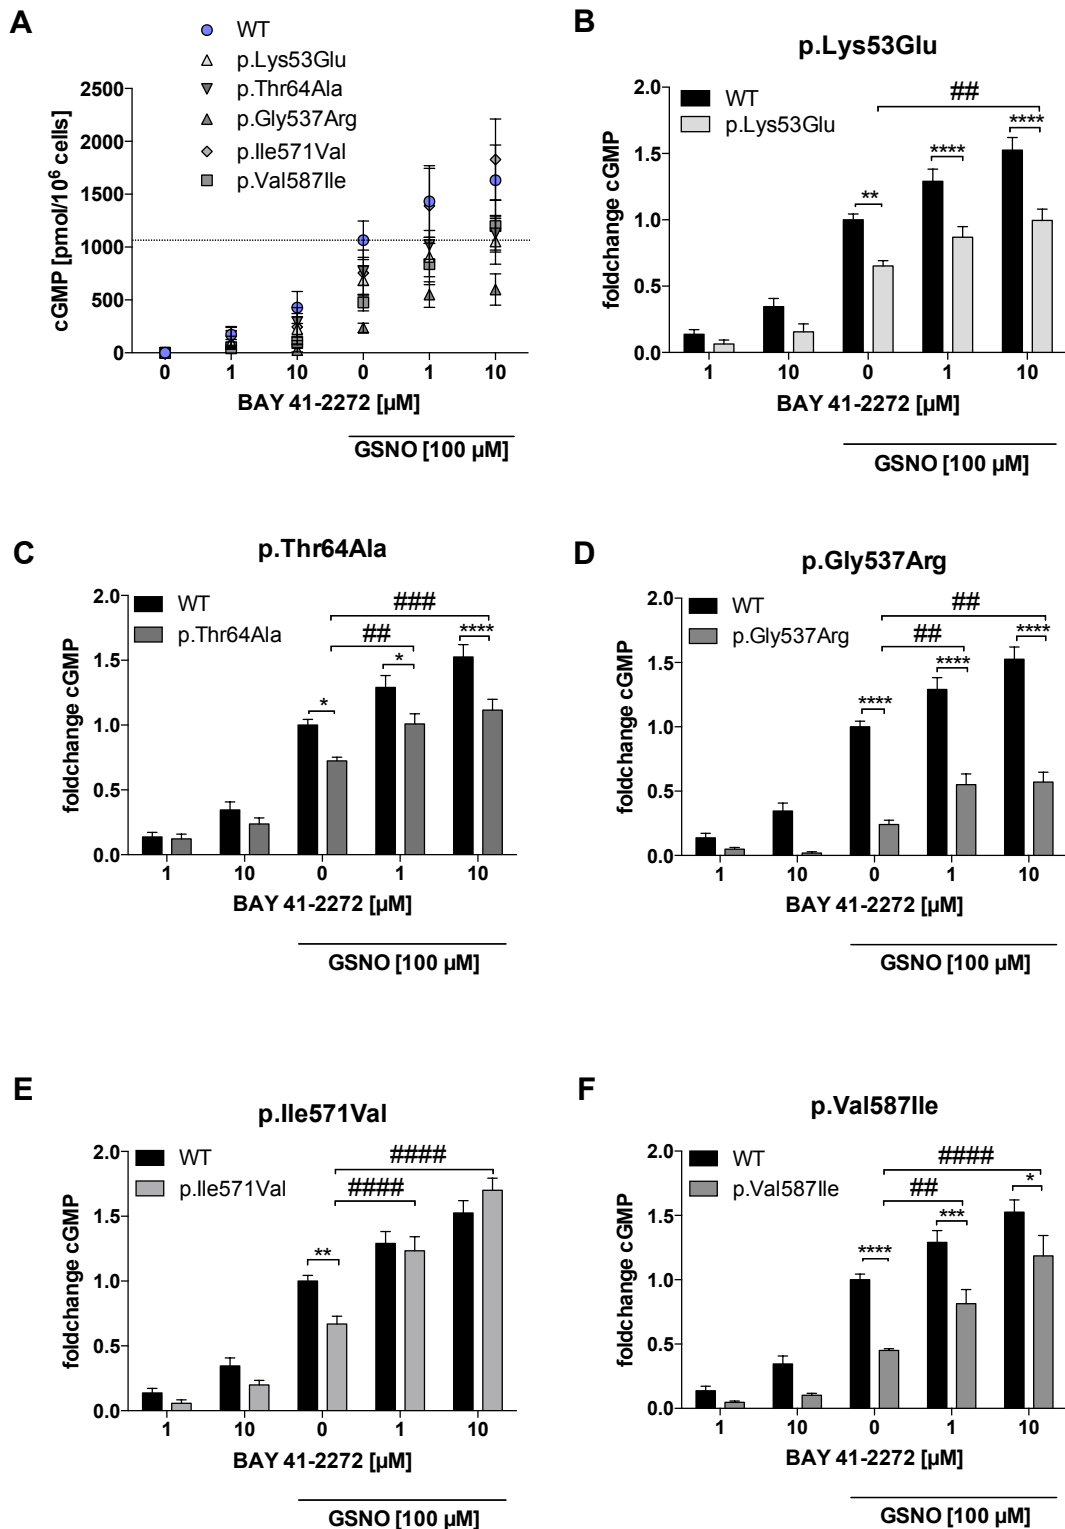 A
WT
p.Lys53Glu
p.Thr64Ala
p.Gly537Arg
p.Ile571Val
p.Val587Ile
2500
2000
1500
1000
500
0
cGMP [pmol/10⁶ cells]
0 1 10 0 1 10
BAY 41-2272 [µM]
GSNO [100 µM]
B
p.Lys53Glu
WT
p.Lys53Glu
2.0
1.5
1.0
0.5
0.0
foldchange cGMP
##
** **** ****
1 10 0 1 10
BAY 41-2272 [µM]
GSNO [100 µM]
C
p.Thr64Ala
WT
p.Thr64Ala
2.0
1.5
1.0
0.5
0.0
foldchange cGMP
###
##
* * ****
1 10 0 1 10
BAY 41-2272 [µM]
GSNO [100 µM]
D
p.Gly537Arg
WT
p.Gly537Arg
2.0
1.5
1.0
0.5
0.0
foldchange cGMP
##
##
**** **** ****
1 10 0 1 10
BAY 41-2272 [µM]
GSNO [100 µM]
E
p.Ile571Val
WT
p.Ile571Val
2.0
1.5
1.0
0.5
0.0
foldchange cGMP
####
####
**
1 10 0 1 10
BAY 41-2272 [µM]
GSNO [100 µM]
F
p.Val587Ile
WT
p.Val587Ile
2.0
1.5
1.0
0.5
0.0
foldchange cGMP
####
##
**** *** *
1 10 0 1 10
BAY 41-2272 [µM]
GSNO [100 µM]